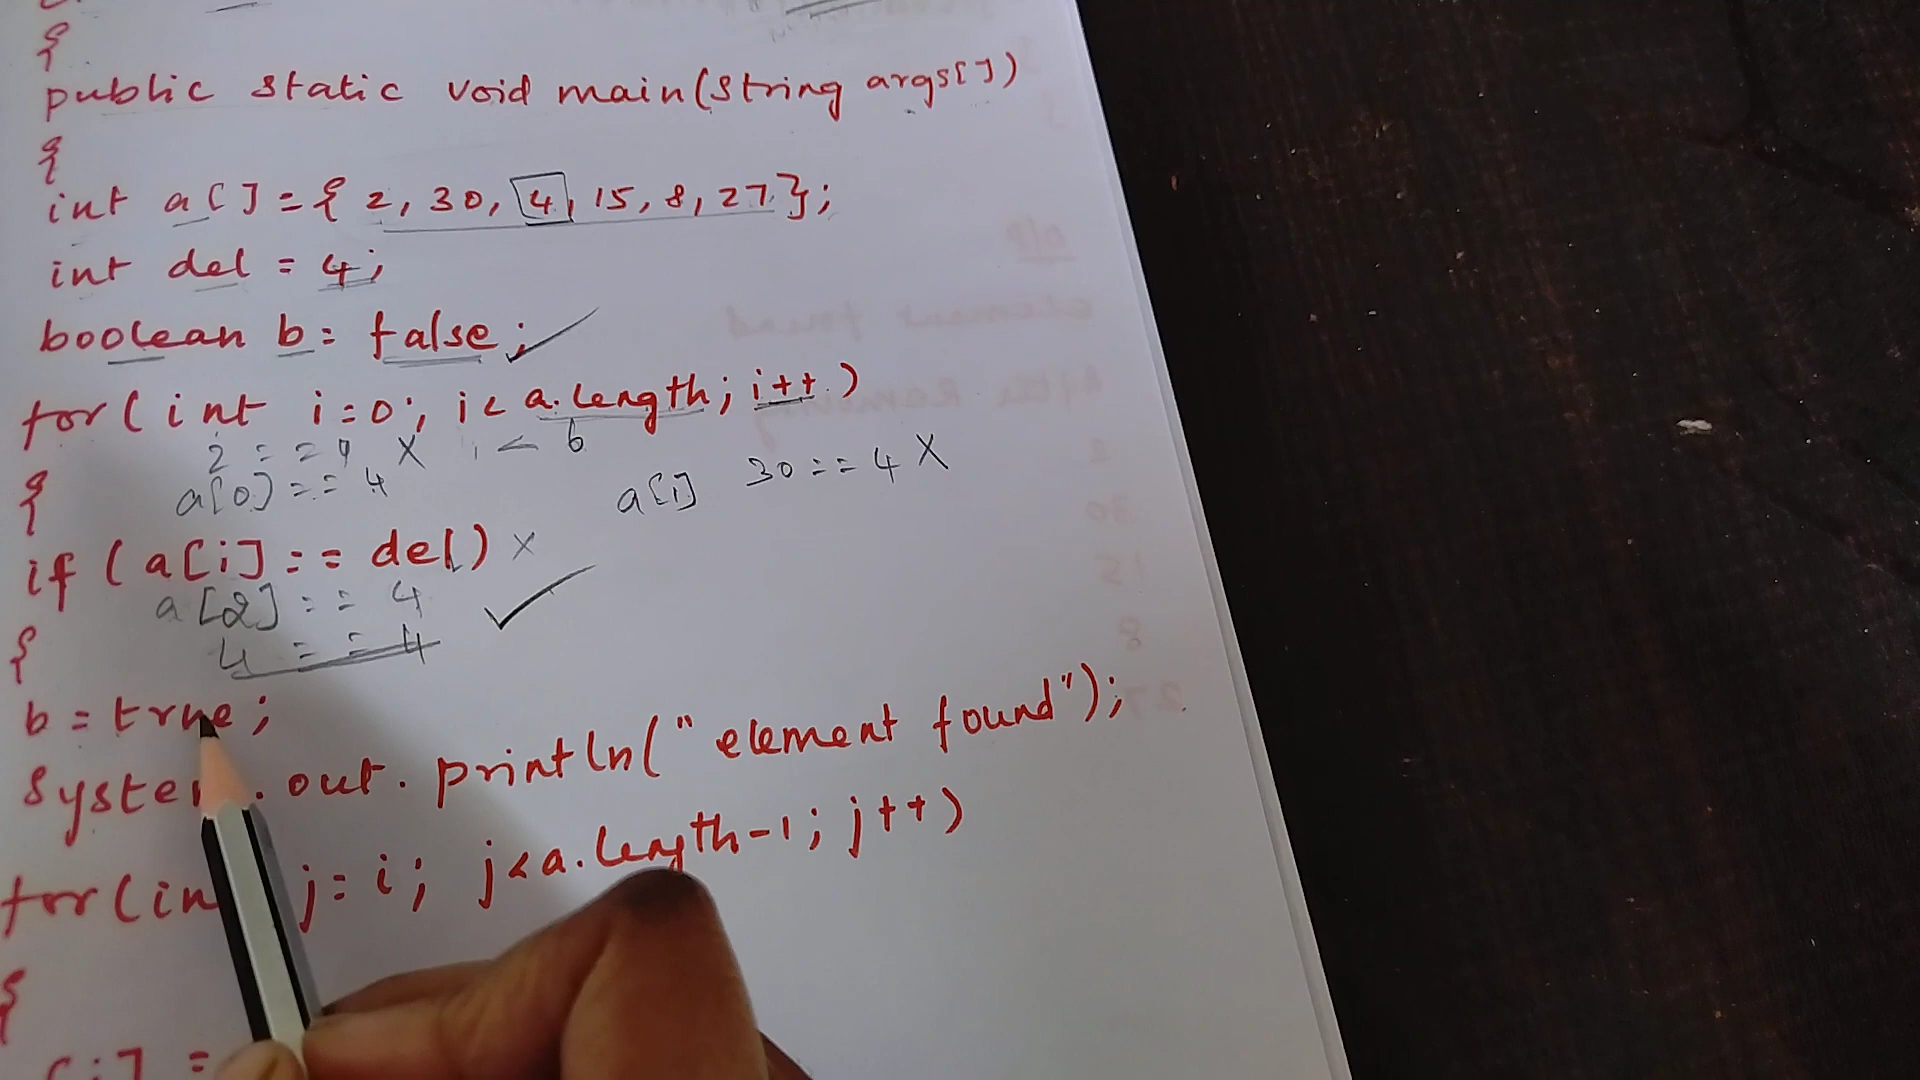 {
public static void main(String args[])
{
int a[] = { 2, 30, 4, 15, 8, 27 };
int del = 4;
boolean b = false;
for ( int i = 0; i < a.length; i++ )
2 == 4 X 1 < 6
{ a[0] == 4 a[i] 30 == 4 X
if ( a[i] == del ) X
a[2] == 4
{ 4 == 4
b = true;
System.out.println( "element found" );
for (int j = i; j < a.length-1; j++ )
{
[j] =